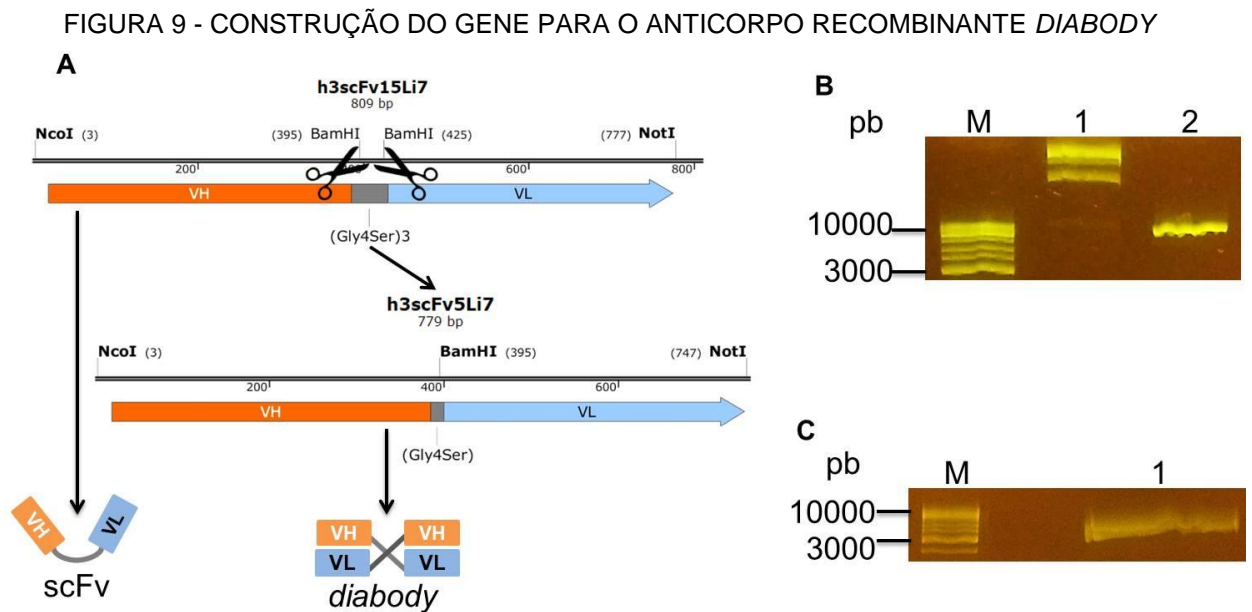 FIGURA 9 - CONSTRUÇÃO DO GENE PARA O ANTICORPO RECOMBINANTE DIABODY
A
h3scFv15Li7
809 bp
NcoI (3) (395) BamHI BamHI (425) (777) NotI
200 600 800
VH VL
(Gly4Ser)3
h3scFv5Li7
779 bp
NcoI (3) BamHI (395) (747) NotI
200 400 600
VH VL
(Gly4Ser)
VH VL
scFv
VH VH
VL VL
diabody
B
pb M 1 2
10000
3000
C
pb M 1
10000
3000